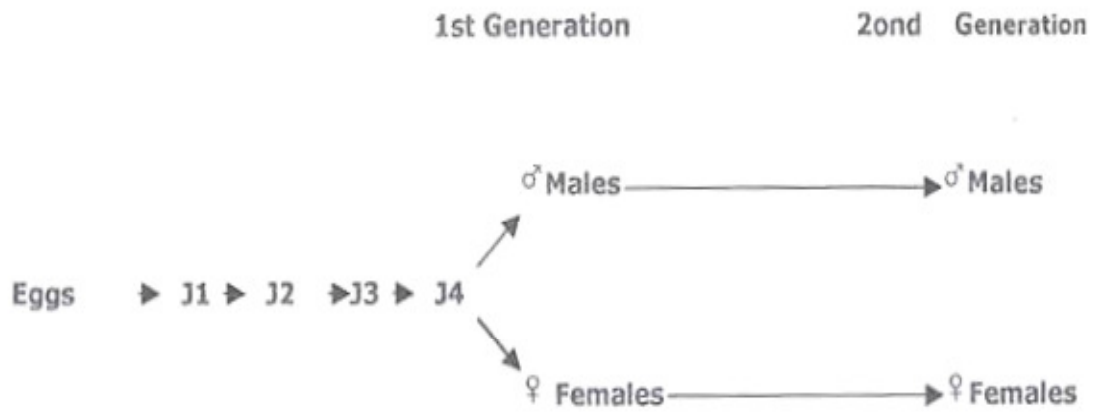 1st Generation 2ond Generation
♂ Males ♂ Males
Eggs J1 J2 J3 J4
♀ Females ♀ Females